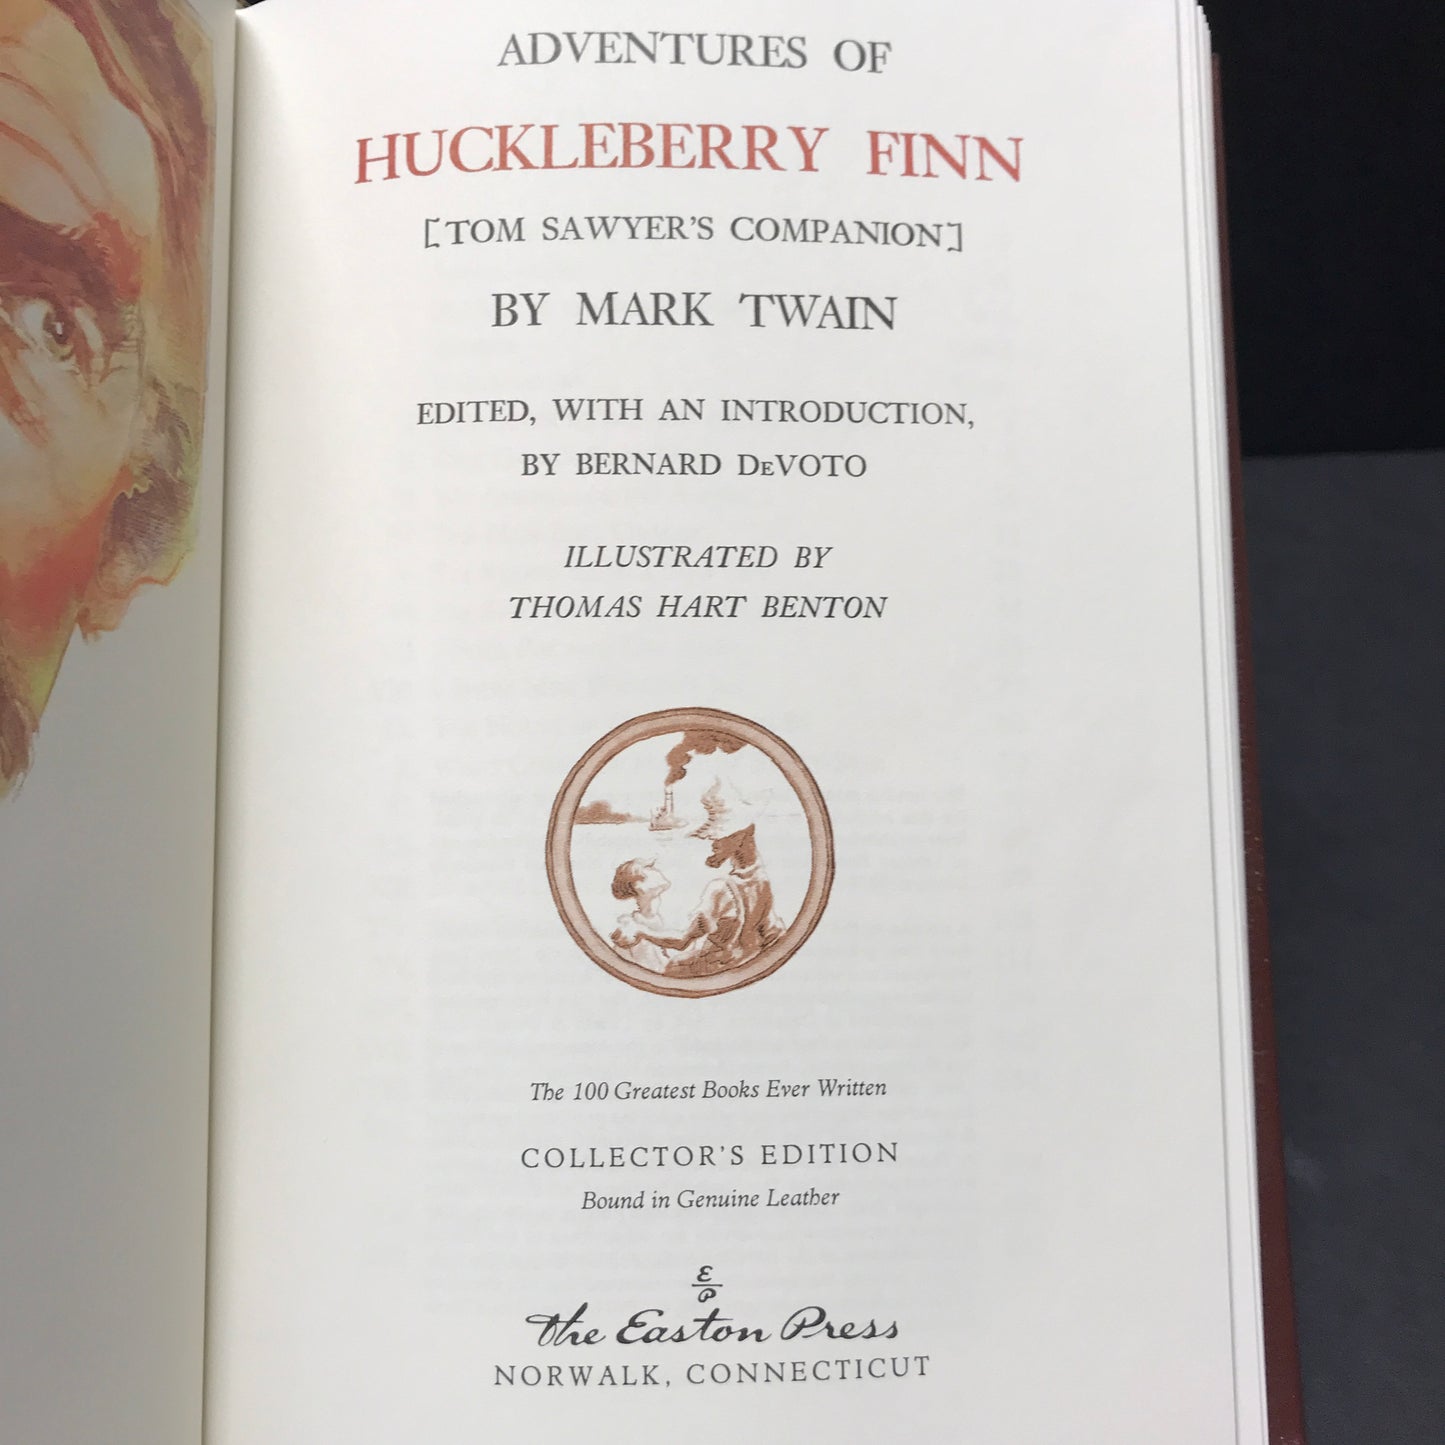 ADVENTURES OF
HUCKLEBERRY FINN
[TOM SAWYER'S COMPANION]
BY MARK TWAIN
EDITED, WITH AN INTRODUCTION,
BY BERNARD DEVOTO
ILLUSTRATED BY
THOMAS HART BENTON
The 100 Greatest Books Ever Written
COLLECTOR'S EDITION
Bound in Genuine Leather
E
P
The Easton Press
NORWALK, CONNECTICUT